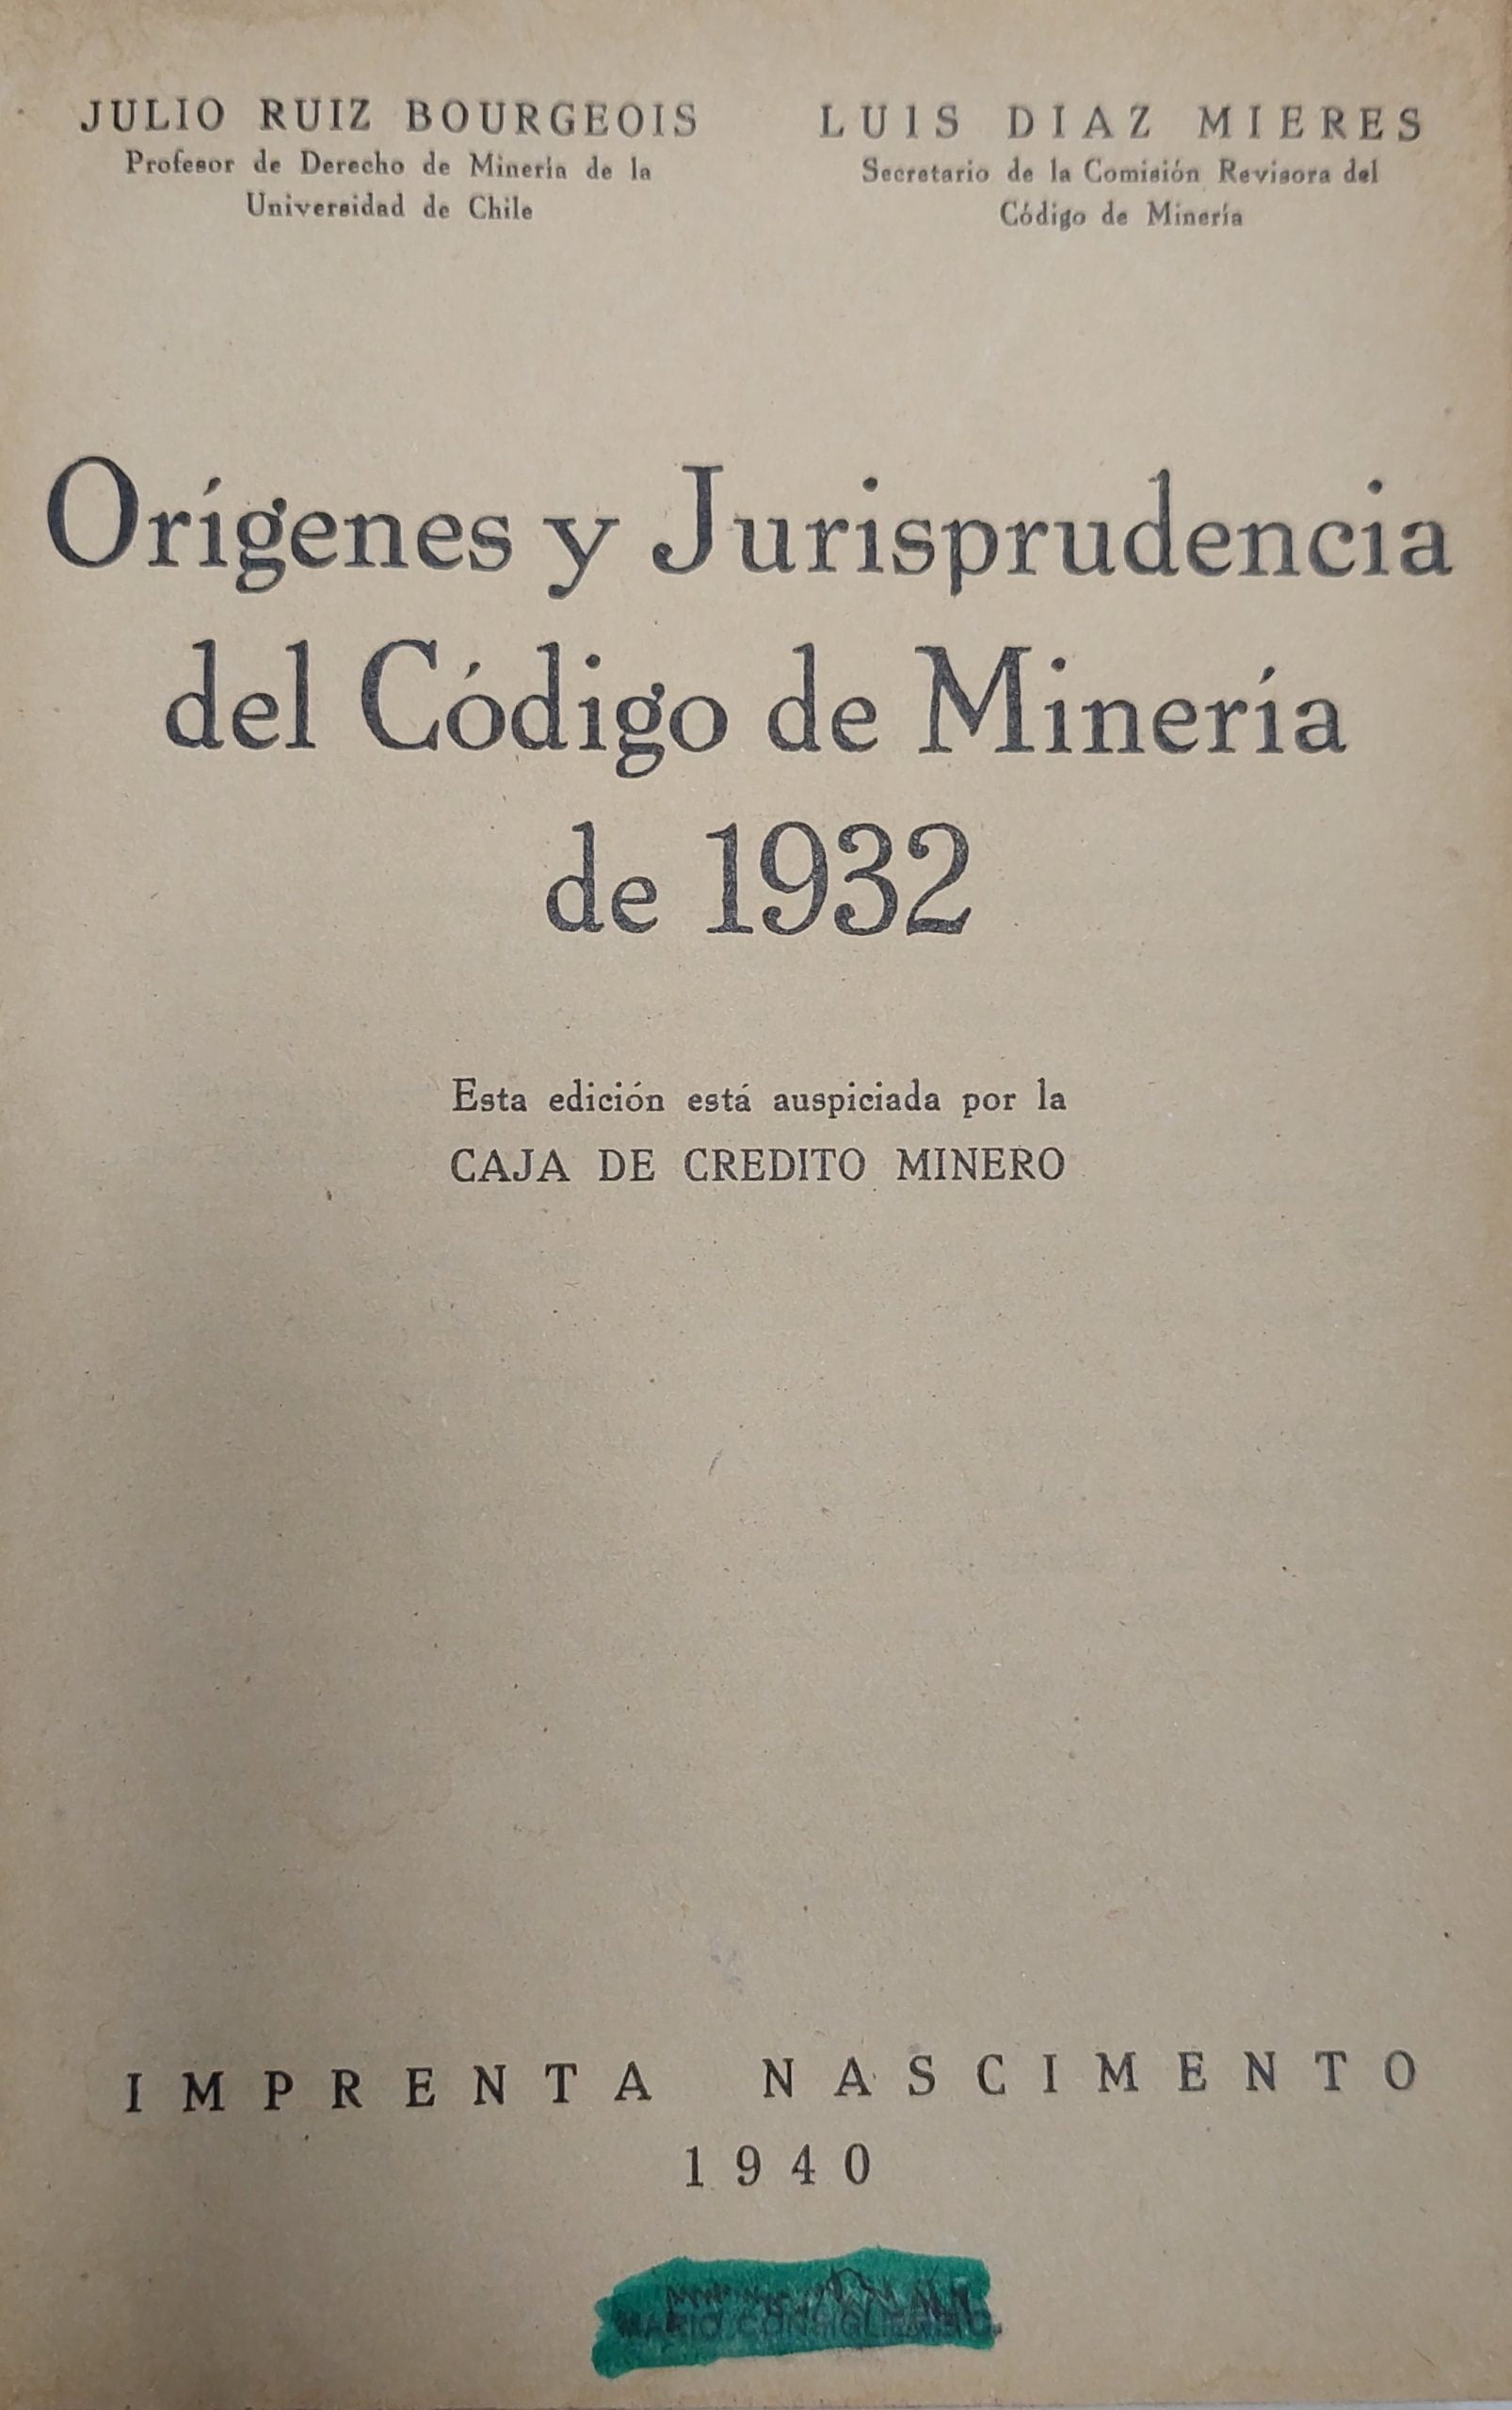 JULIO RUIZ BOURGEOIS
Profesor de Derecho de Minería de la
Universidad de Chile
LUIS DIAZ MIERES
Secretario de la Comisión Revisora del
Código de Minería
Orígenes y Jurisprudencia
del Código de Minería
de 1932
Esta edición está auspiciada por la
CAJA DE CREDITO MINERO
IMPRENTA NASCIMENTO
1940
MARIO